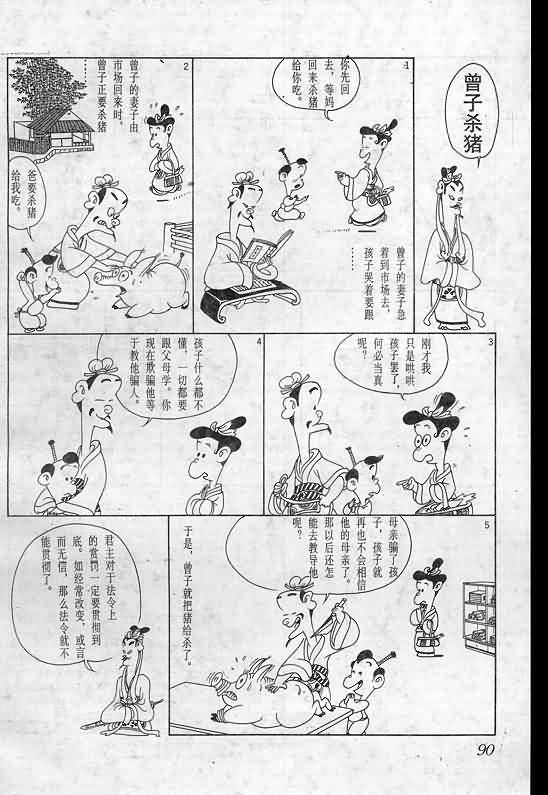 曾子杀猪
1
你先回
去，等妈
回来杀猪
给你吃。
曾子的妻子急
着到市场去，
孩子哭着要跟
……
2
曾子的妻子由
市场回来时，
曾子正要杀猪
……
爸要杀猪
给我吃。
3
刚才我
只是哄哄
孩子罢了，
何必当真
呢？
4
孩子什么都不
懂，一切都要
跟父母学。你
现在欺骗他等
于教他骗人。
5
母亲骗了孩
子，孩子就
再也不会相信
他的母亲了。
那以后还怎
能去教导他
呢？
于是，曾子就
把猪给杀了。
君主对于法令上
的赏罚一定要贯彻到
底。如经常改变，或言
而无信，那么法令就不
能贯彻了。
90